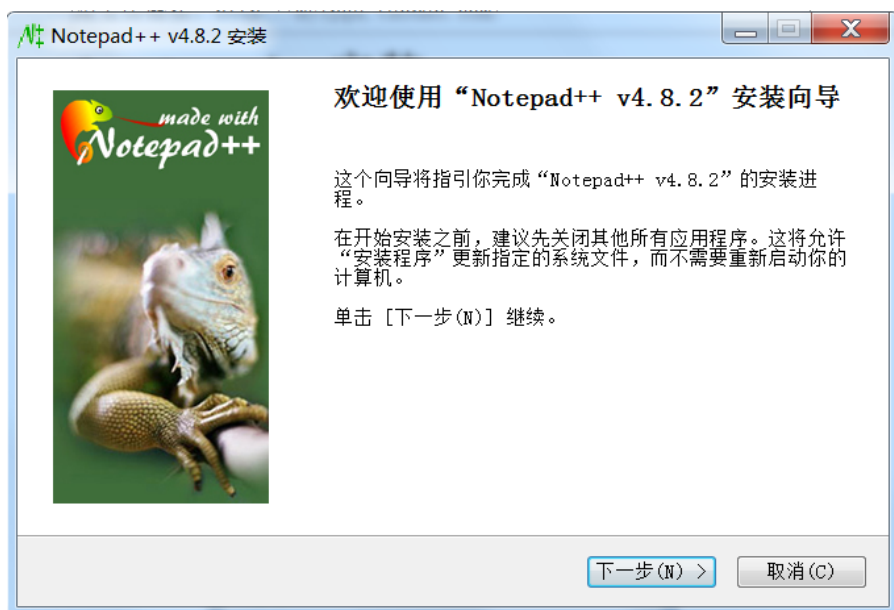 Notepad++ v4.8.2 安装
made with
Notepad++
欢迎使用“Notepad++ v4.8.2”安装向导
这个向导将指引你完成“Notepad++ v4.8.2”的安装进
程。
在开始安装之前，建议先关闭其他所有应用程序。这将允许
“安装程序”更新指定的系统文件，而不需要重新启动你的
计算机。
单击 [下一步(N)] 继续。
下一步(N) >
取消(C)